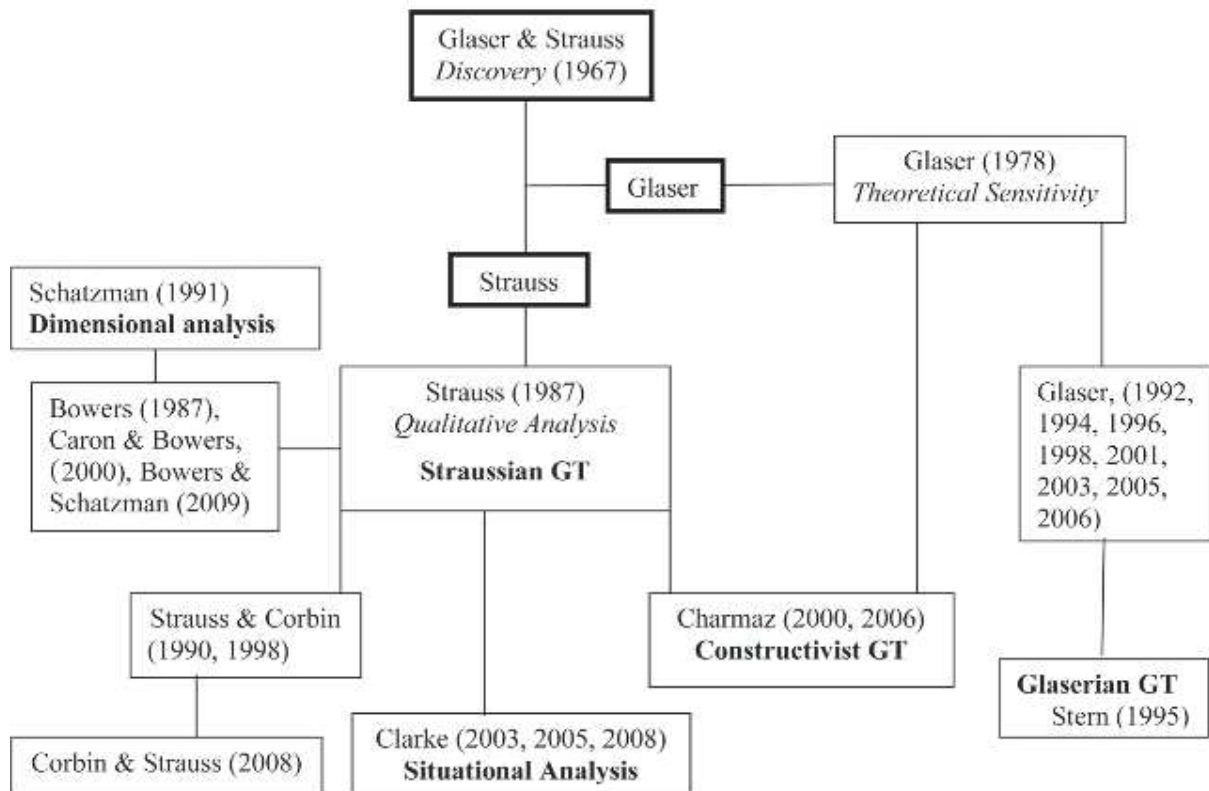 Glaser & Strauss
Discovery (1967)
Glaser
Glaser (1978)
Theoretical Sensitivity
Strauss
Schatzman (1991)
Dimensional analysis
Bowers (1987),
Caron & Bowers,
(2000), Bowers &
Schatzman (2009)
Strauss (1987)
Qualitative Analysis
Straussian GT
Glaser, (1992,
1994, 1996,
1998, 2001,
2003, 2005,
2006)
Strauss & Corbin
(1990, 1998)
Charmaz (2000, 2006)
Constructivist GT
Glaserian GT
Stern (1995)
Corbin & Strauss (2008)
Clarke (2003, 2005, 2008)
Situational Analysis